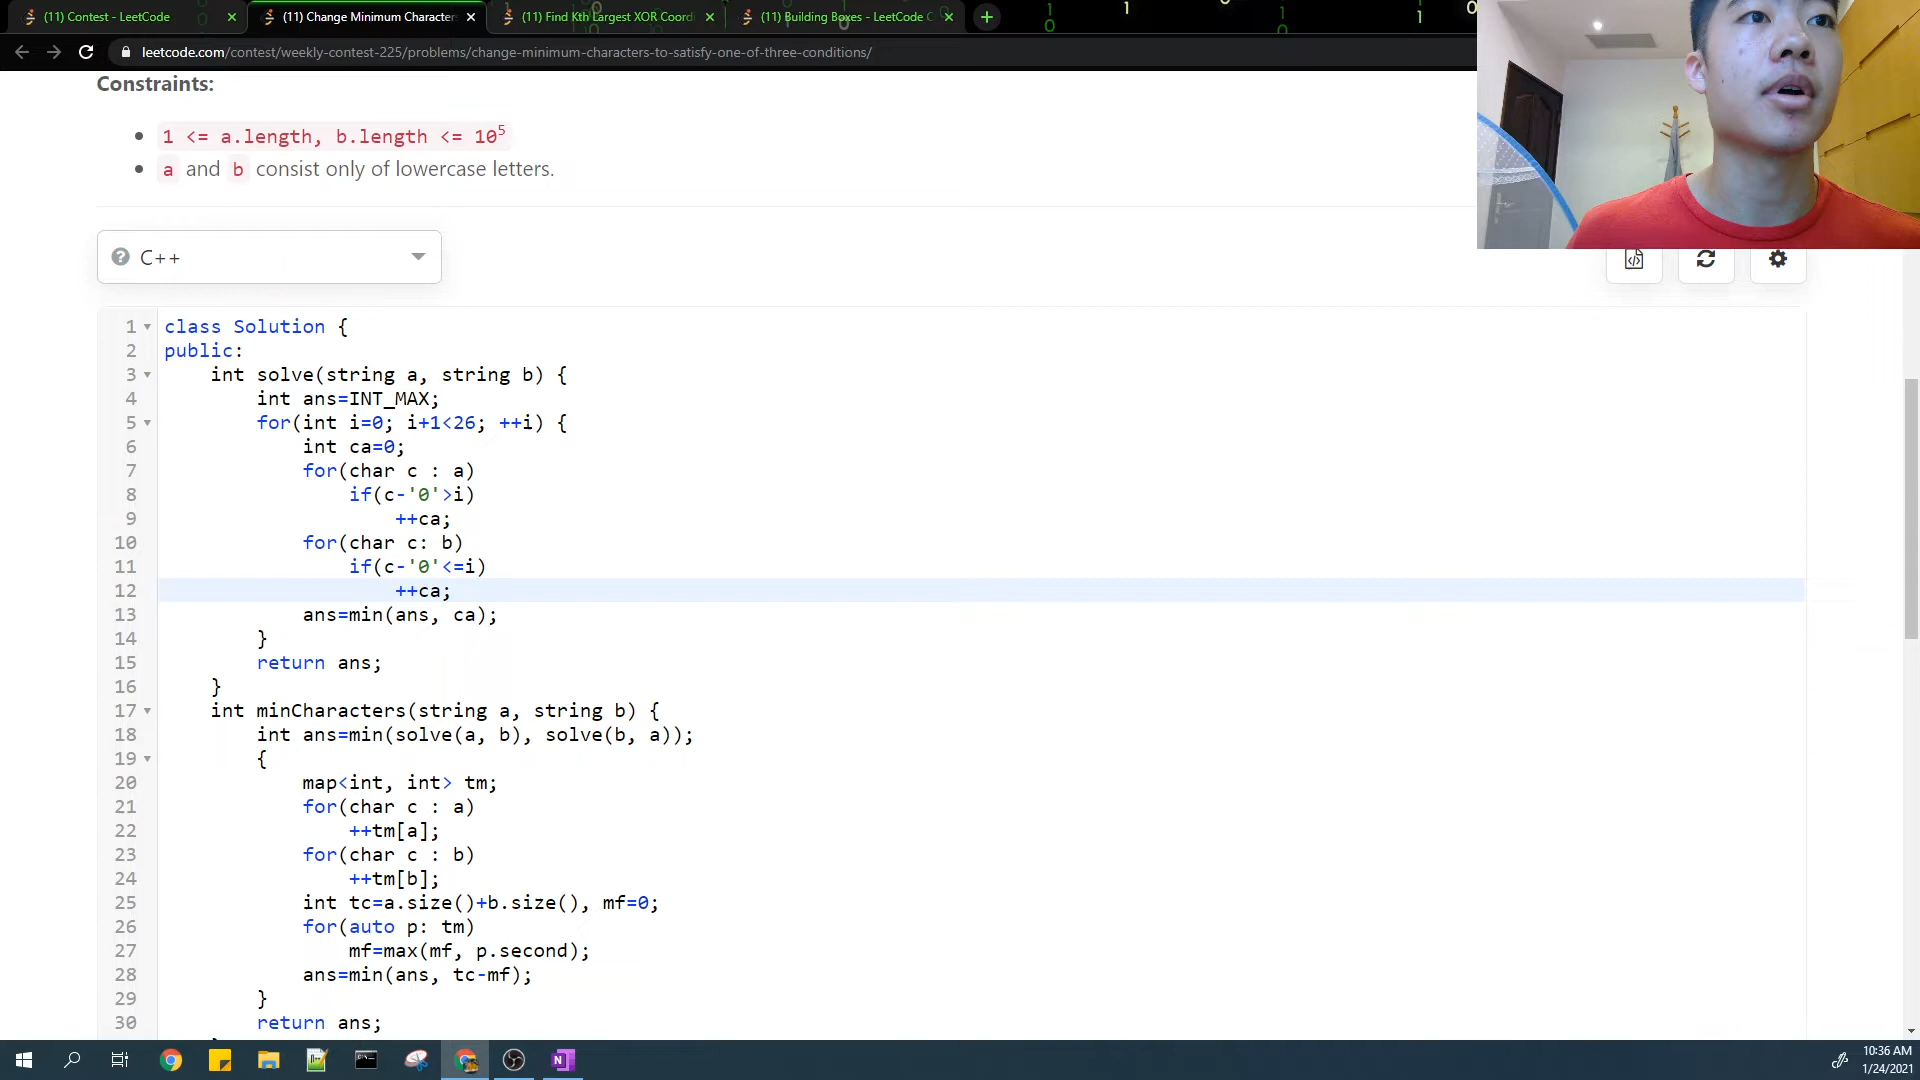 (11) Contest - LeetCode
(11) Change Minimum Character
(11) Find Kth Largest XOR Coord
(11) Building Boxes - LeetCode C
leetcode.com/contest/weekly-contest-225/problems/change-minimum-characters-to-satisfy-one-of-three-conditions/
Constraints:
1 <= a.length, b.length <= 10⁵
a and b consist only of lowercase letters.
C++
1 class Solution {
2 public:
3 int solve(string a, string b) {
4 int ans=INT_MAX;
5 for(int i=0; i+1<26; ++i) {
6 int ca=0;
7 for(char c : a)
8 if(c-'0'>i)
9 ++ca;
10 for(char c: b)
11 if(c-'0'<=i)
12 ++ca;
13 ans=min(ans, ca);
14 }
15 return ans;
16 }
17 int minCharacters(string a, string b) {
18 int ans=min(solve(a, b), solve(b, a));
19 {
20 map<int, int> tm;
21 for(char c : a)
22 ++tm[a];
23 for(char c : b)
24 ++tm[b];
25 int tc=a.size()+b.size(), mf=0;
26 for(auto p: tm)
27 mf=max(mf, p.second);
28 ans=min(ans, tc-mf);
29 }
30 return ans;
10:36 AM
1/24/2021